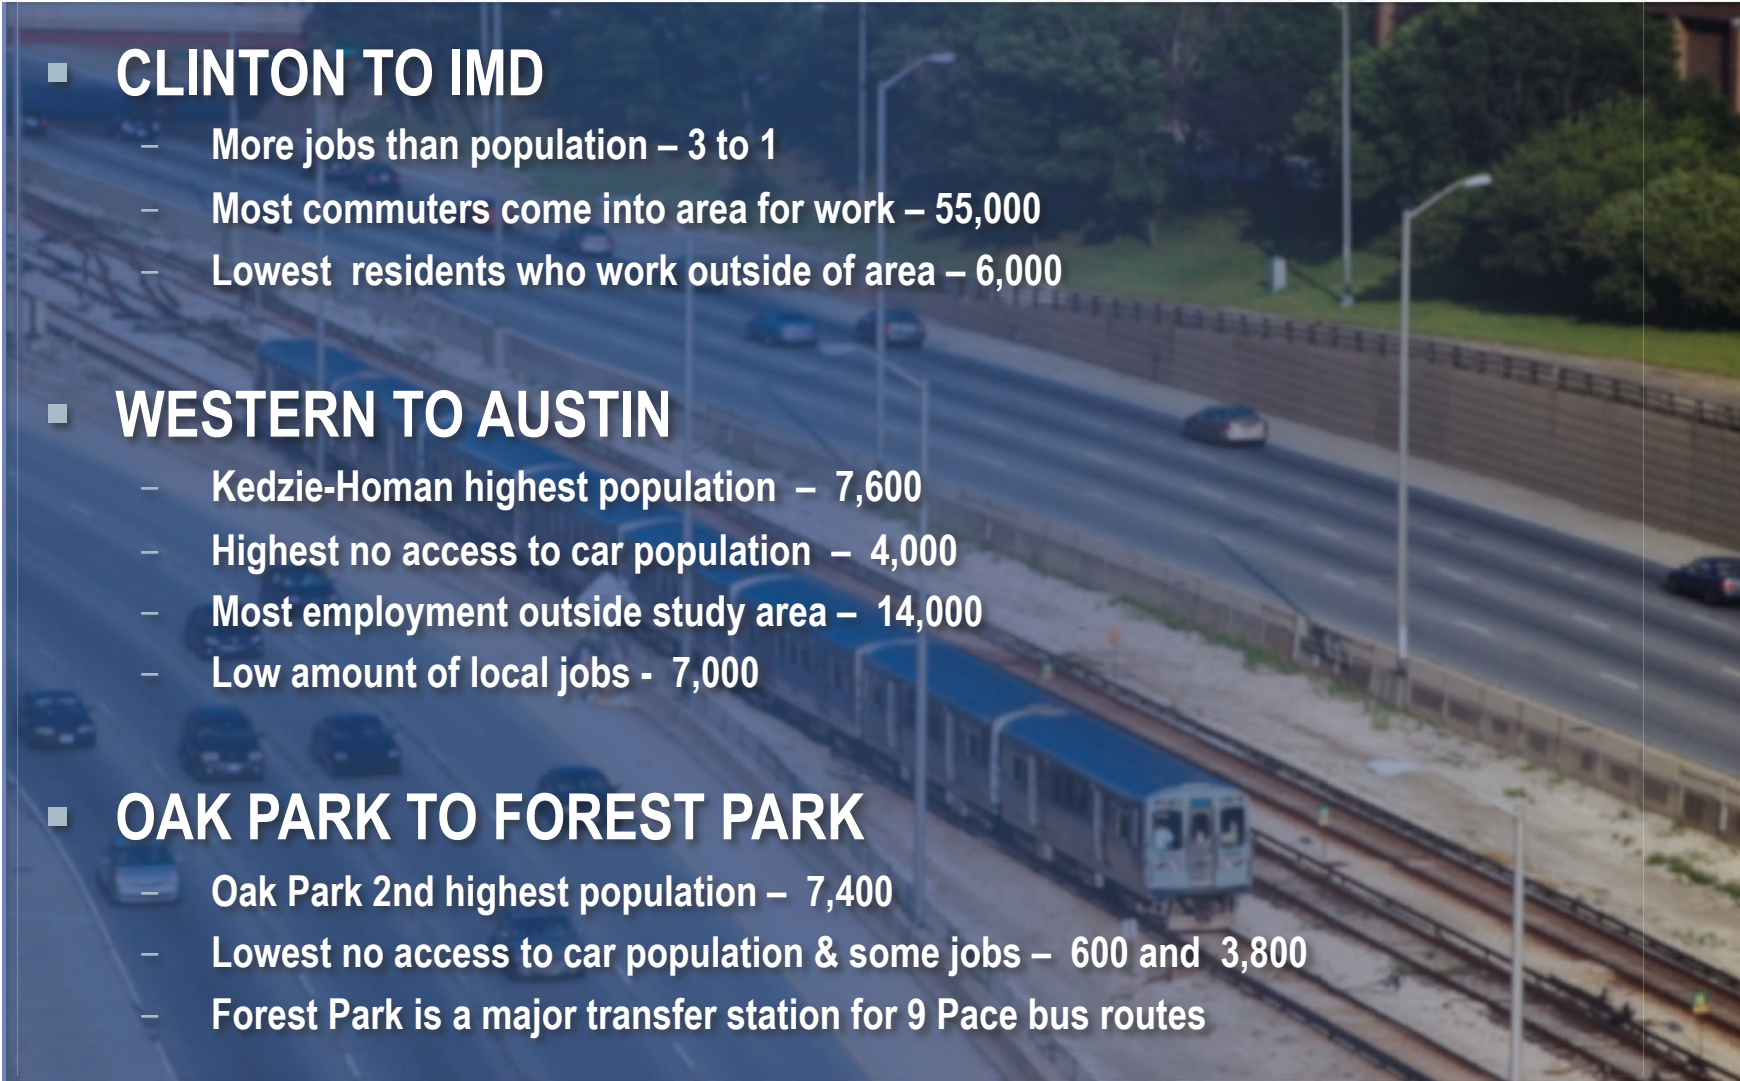 CLINTON TO IMD
– More jobs than population – 3 to 1
– Most commuters come into area for work – 55,000
– Lowest  residents who work outside of area – 6,000
WESTERN TO AUSTIN
– Kedzie-Homan highest population  –  7,600
– Highest no access to car population  –  4,000
– Most employment outside study area –  14,000
– Low amount of local jobs -  7,000
OAK PARK TO FOREST PARK
– Oak Park 2nd highest population –  7,400
– Lowest no access to car population & some jobs –  600 and  3,800
– Forest Park is a major transfer station for 9 Pace bus routes